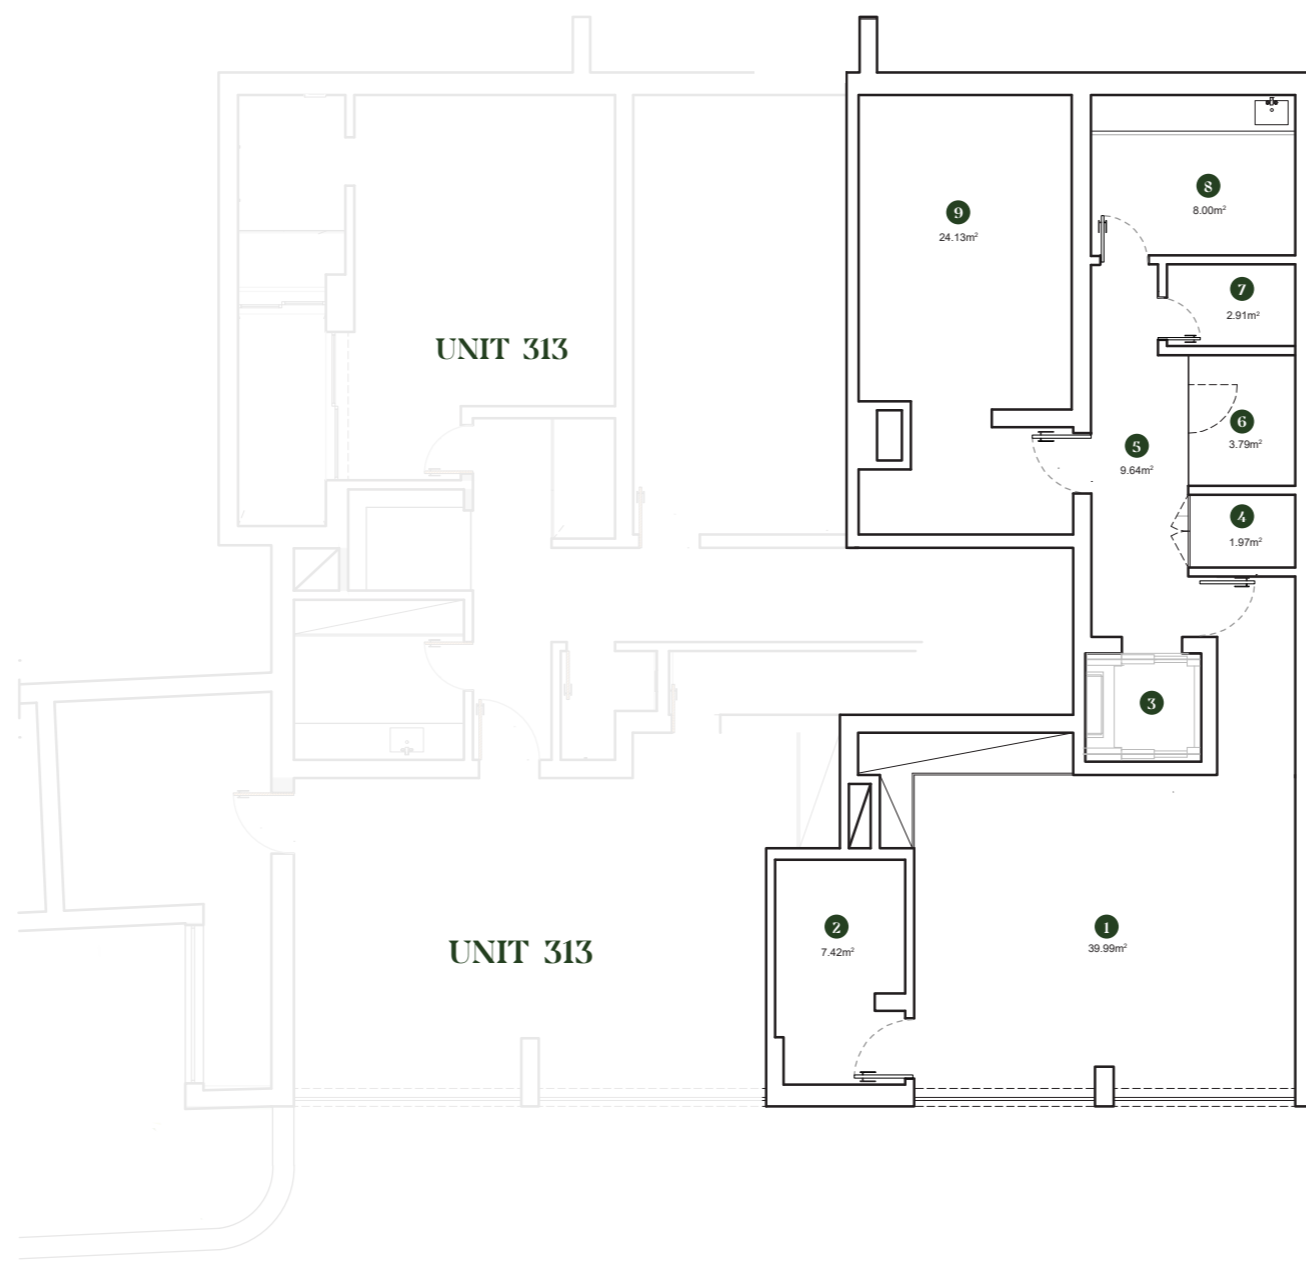 8
8.00m²
9
24.13m²
7
2.91m²
UNIT 313
6
3.79m²
5
9.64m²
4
1.97m²
3
2
7.42m²
1
39.99m²
UNIT 313